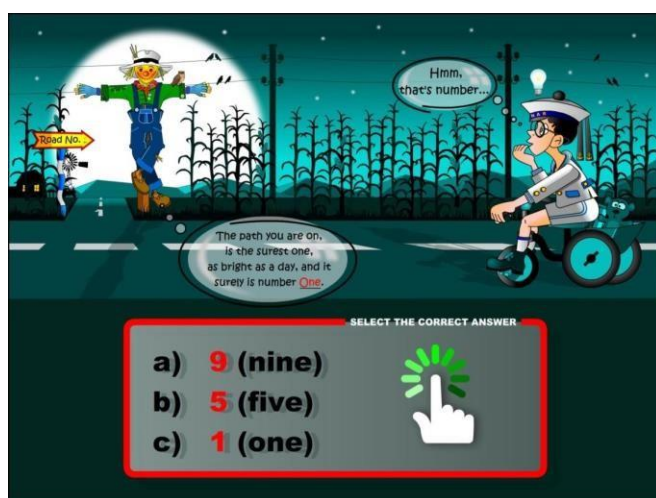 Hmm,
that's number...
Road No. :
The path you are on,
is the surest one,
as bright as a day, and it
surely is number One.
SELECT THE CORRECT ANSWER
a) 9 (nine)
b) 5 (five)
c) 1 (one)